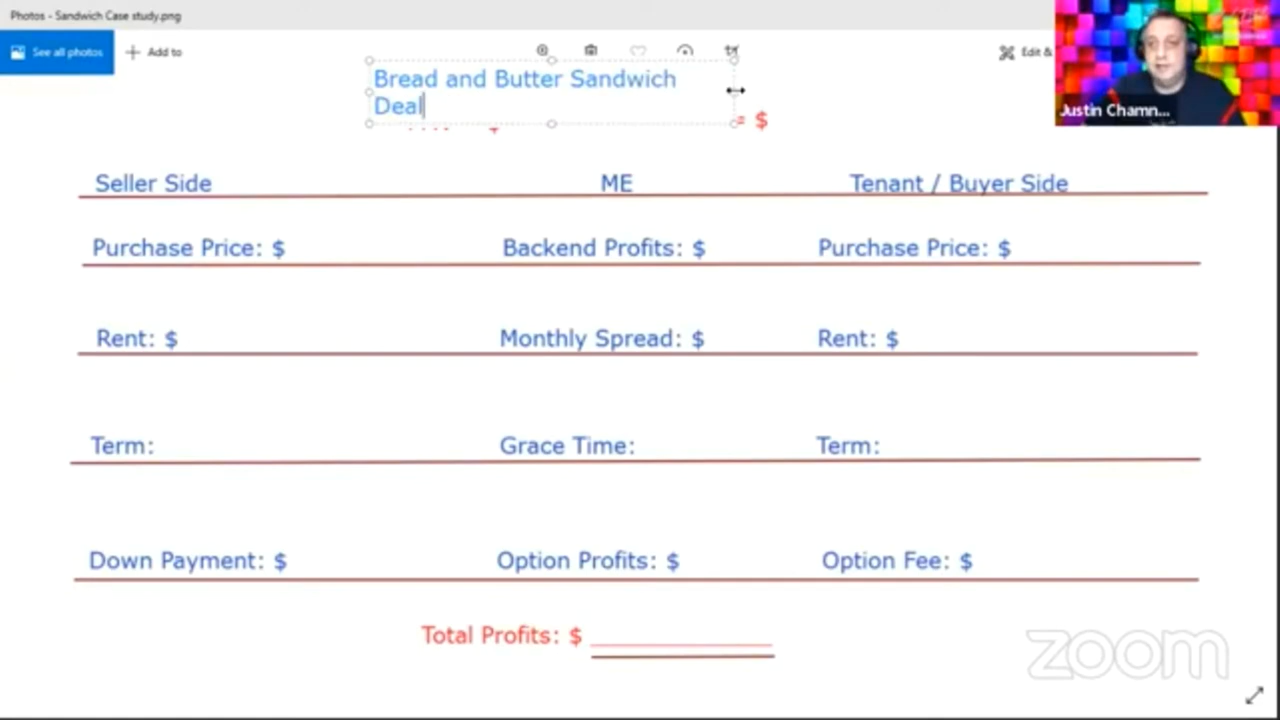 Photos - Sandwich Case study.png
See all photos
Add to
Edit &
Justin Chamn...
Bread and Butter Sandwich
Deal
= $
Seller Side ME Tenant / Buyer Side
Purchase Price: $ Backend Profits: $ Purchase Price: $
Rent: $ Monthly Spread: $ Rent: $
Term: Grace Time: Term:
Down Payment: $ Option Profits: $ Option Fee: $
Total Profits: $
zoom